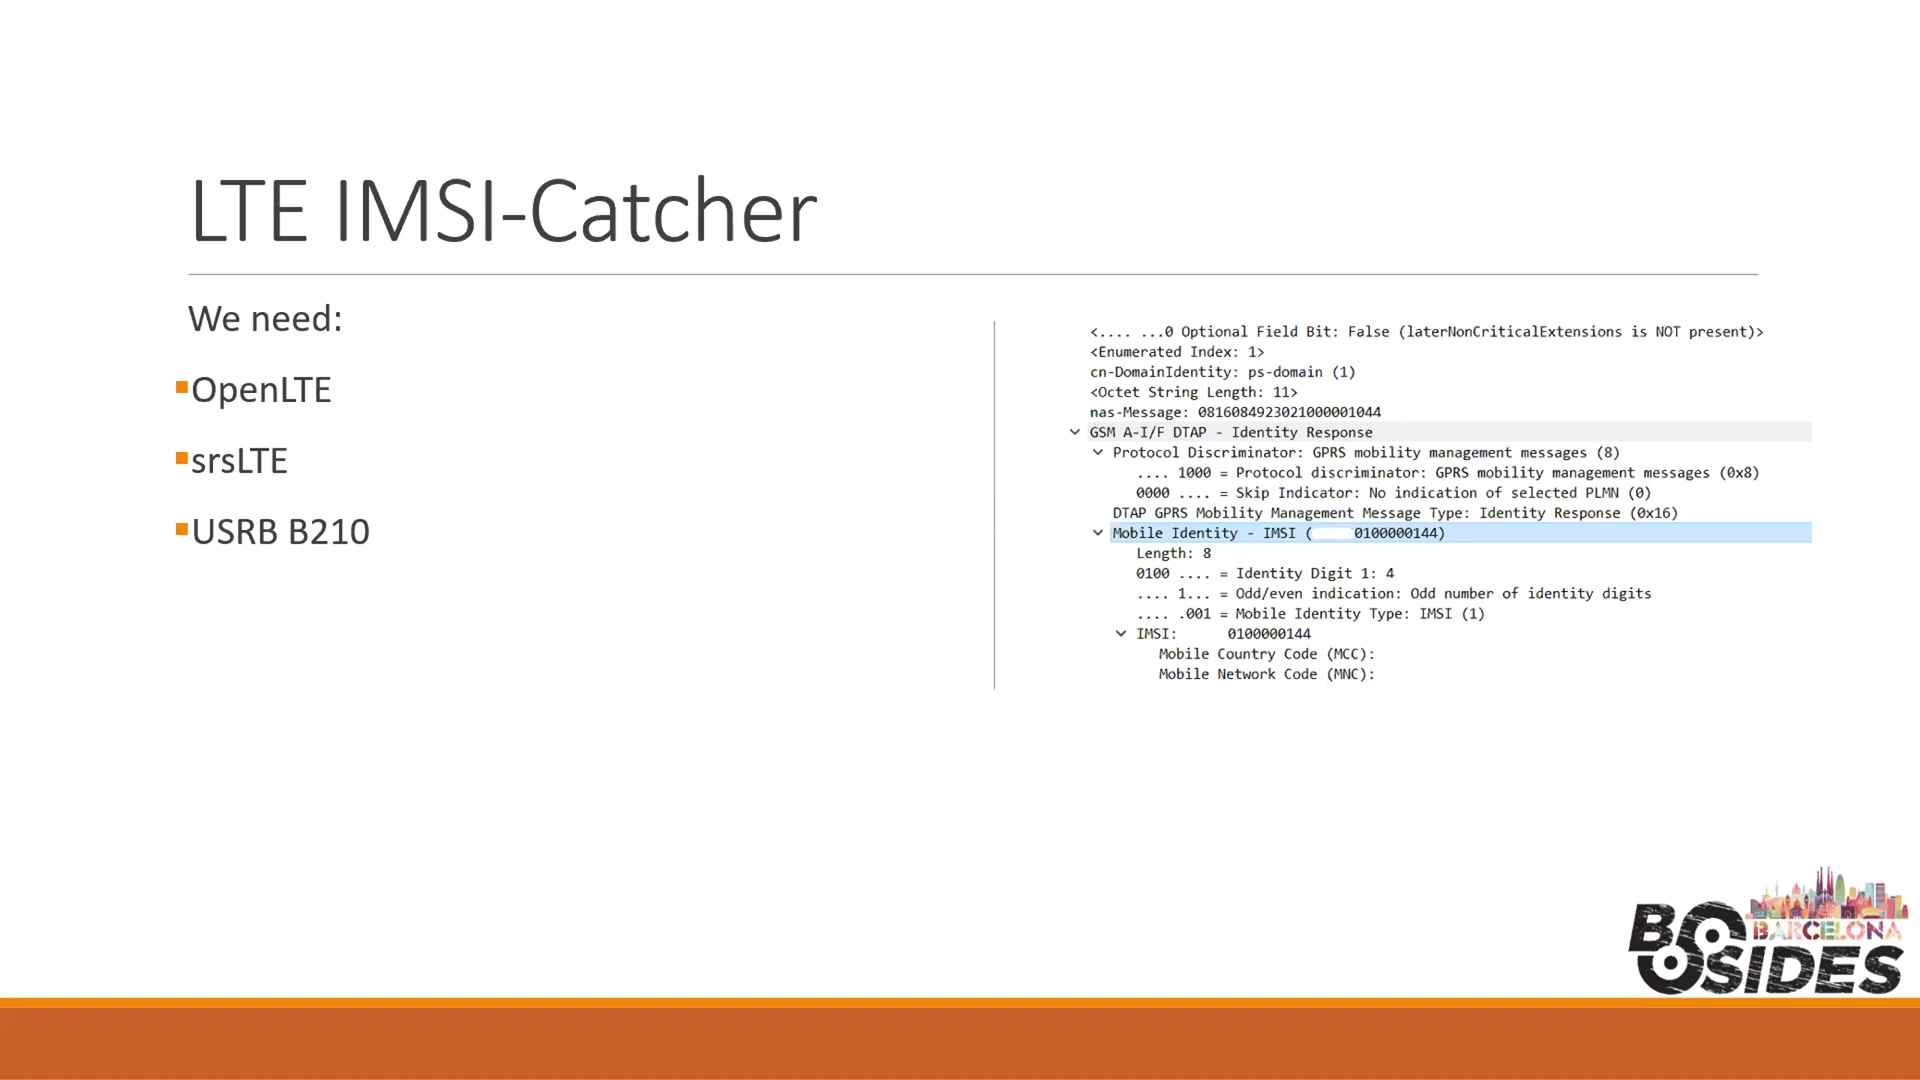 LTE IMSI-Catcher
We need:
OpenLTE
srsLTE
USRB B210
<.... ...0 Optional Field Bit: False (laterNonCriticalExtensions is NOT present)>
<Enumerated Index: 1>
cn-DomainIdentity: ps-domain (1)
<Octet String Length: 11>
nas-Message: 0816084923021000001044
GSM A-I/F DTAP - Identity Response
Protocol Discriminator: GPRS mobility management messages (8)
.... 1000 = Protocol discriminator: GPRS mobility management messages (0x8)
0000 .... = Skip Indicator: No indication of selected PLMN (0)
DTAP GPRS Mobility Management Message Type: Identity Response (0x16)
Mobile Identity - IMSI ( 0100000144)
Length: 8
0100 .... = Identity Digit 1: 4
.... 1... = Odd/even indication: Odd number of identity digits
.... .001 = Mobile Identity Type: IMSI (1)
IMSI: 0100000144
Mobile Country Code (MCC):
Mobile Network Code (MNC):
BSIDES
BARCELONA